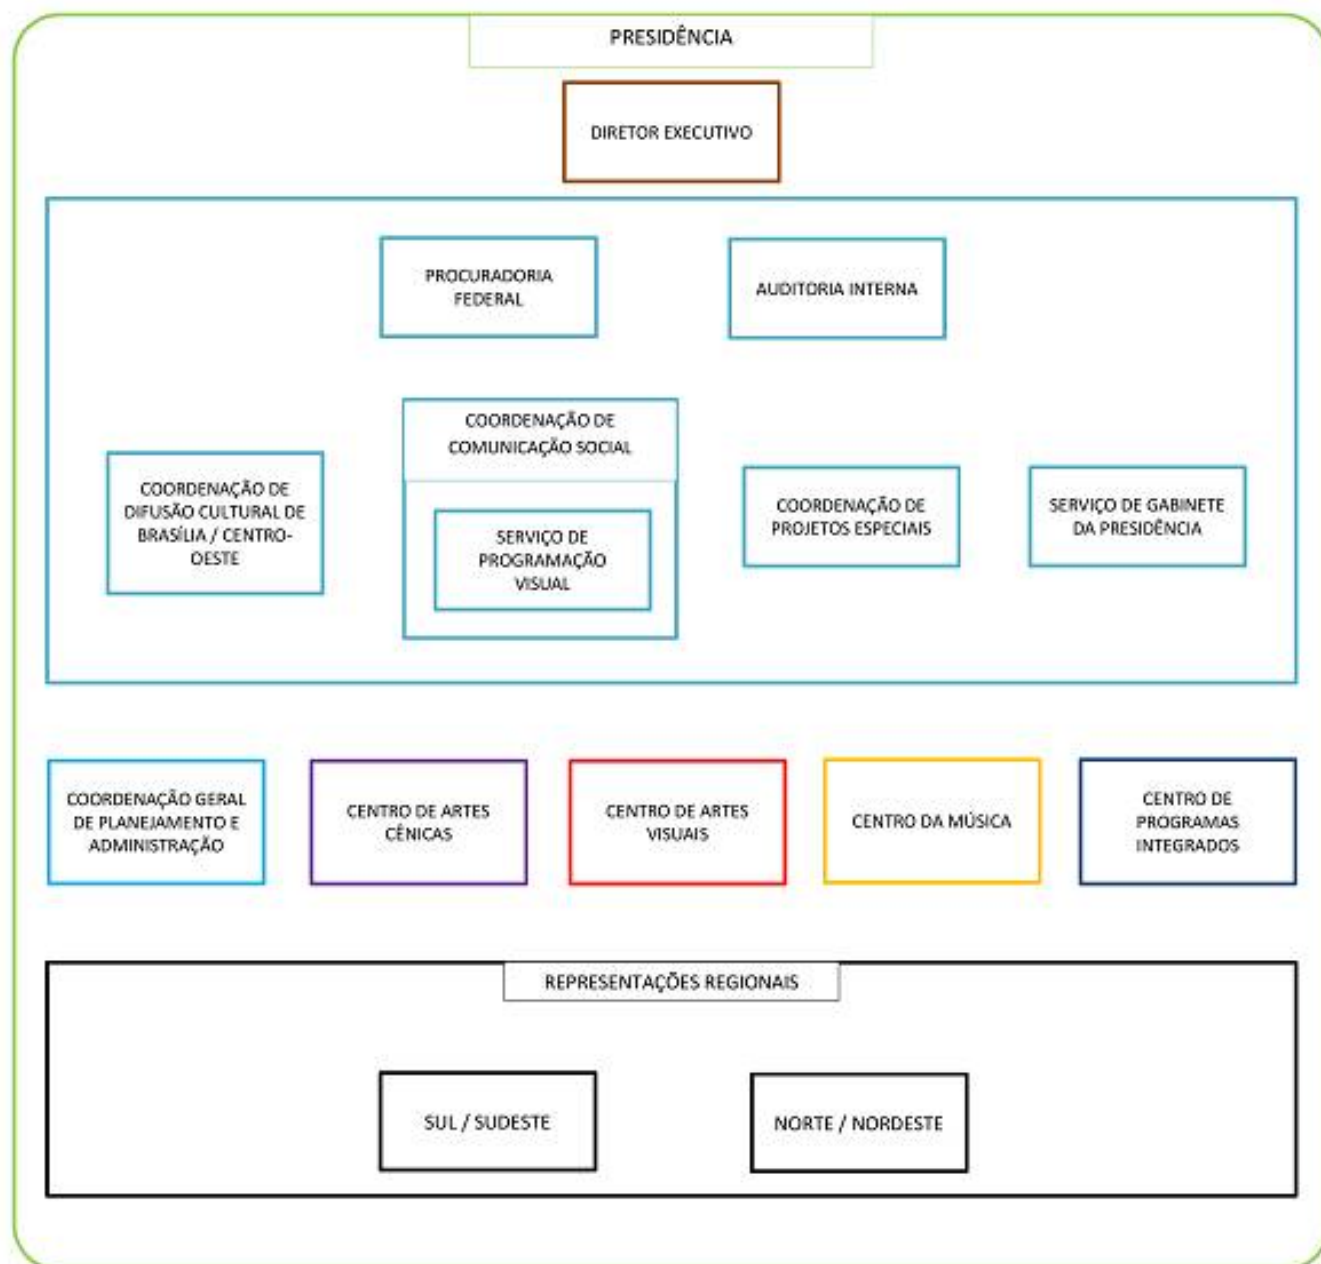 PRESIDÊNCIA
DIRETOR EXECUTIVO
PROCURADORIA
FEDERAL
AUDITORIA INTERNA
COORDENAÇÃO DE
DIFUSÃO CULTURAL DE
BRASÍLIA / CENTRO-
OESTE
COORDENAÇÃO DE
COMUNICAÇÃO SOCIAL
SERVIÇO DE
PROGRAMAÇÃO
VISUAL
COORDENAÇÃO DE
PROJETOS ESPECIAIS
SERVIÇO DE GABINETE
DA PRESIDÊNCIA
COORDENAÇÃO GERAL
DE PLANEJAMENTO E
ADMINISTRAÇÃO
CENTRO DE ARTES
CÊNICAS
CENTRO DE ARTES
VISUAIS
CENTRO DA MÚSICA
CENTRO DE
PROGRAMAS
INTEGRADOS
REPRESENTAÇÕES REGIONAIS
SUL / SUDESTE
NORTE / NORDESTE